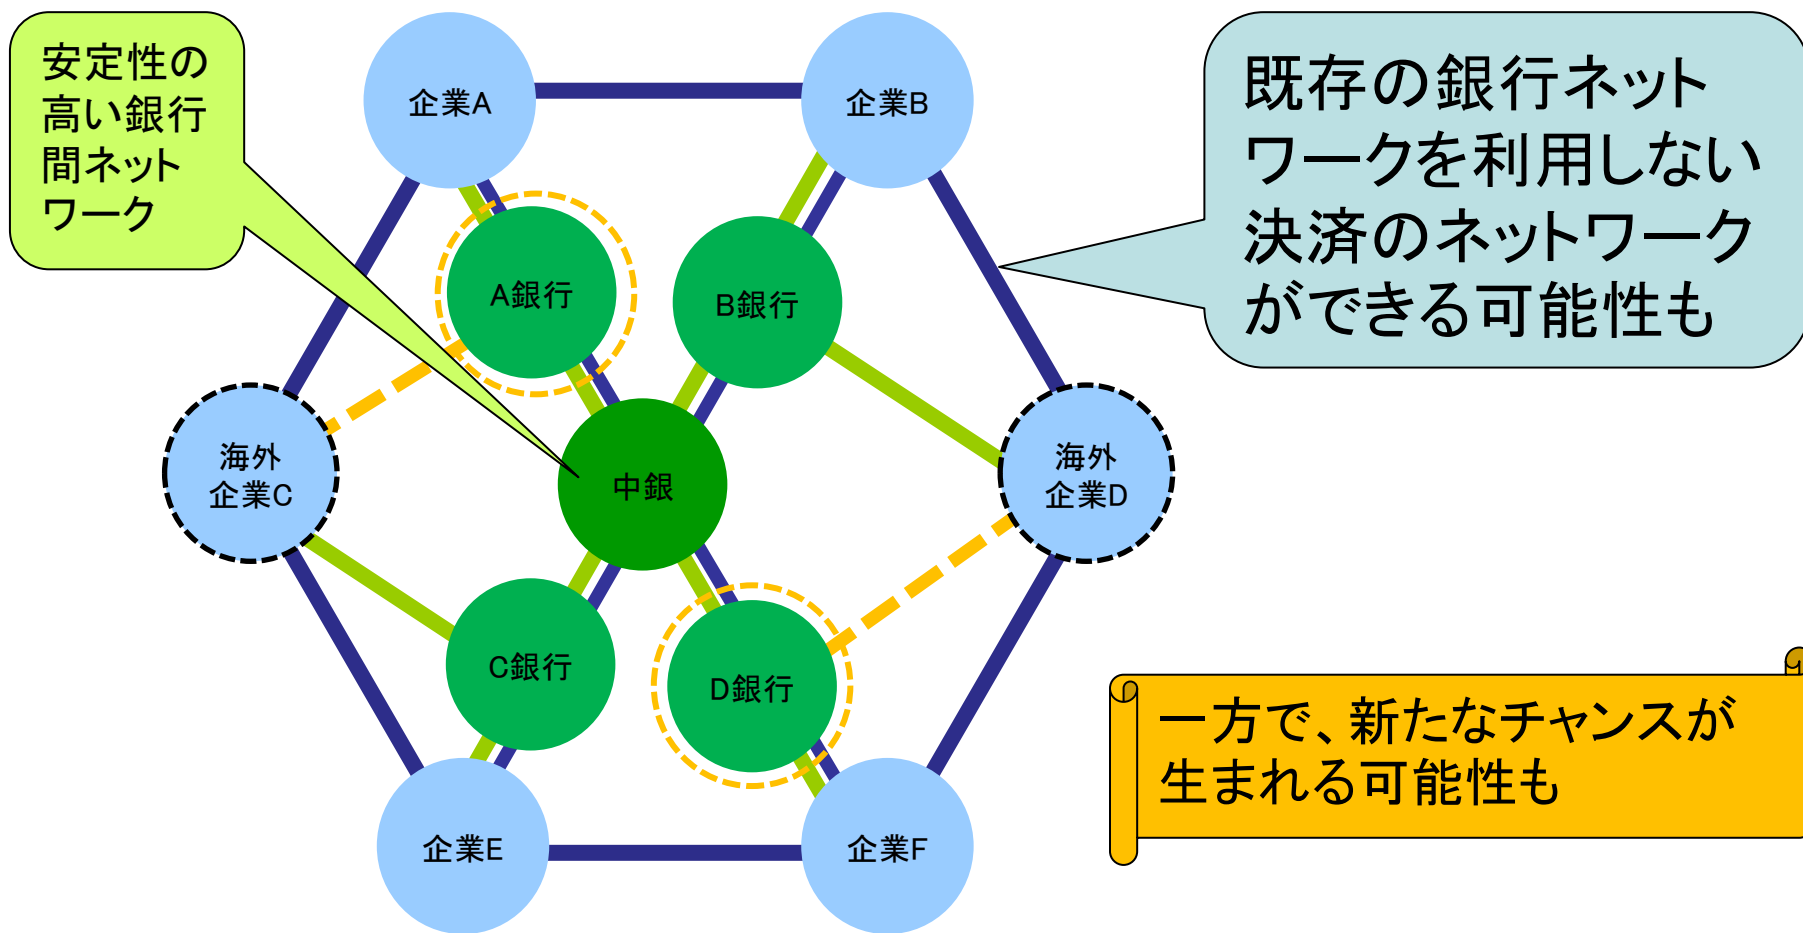 安定性の
高い銀行
間ネット
ワーク
企業A
企業B
既存の銀行ネット
ワークを利用しない
決済のネットワーク
ができる可能性も
A銀行
B銀行
海外
企業C
中銀
海外
企業D
C銀行
D銀行
一方で、新たなチャンスが
生まれる可能性も
企業E
企業F